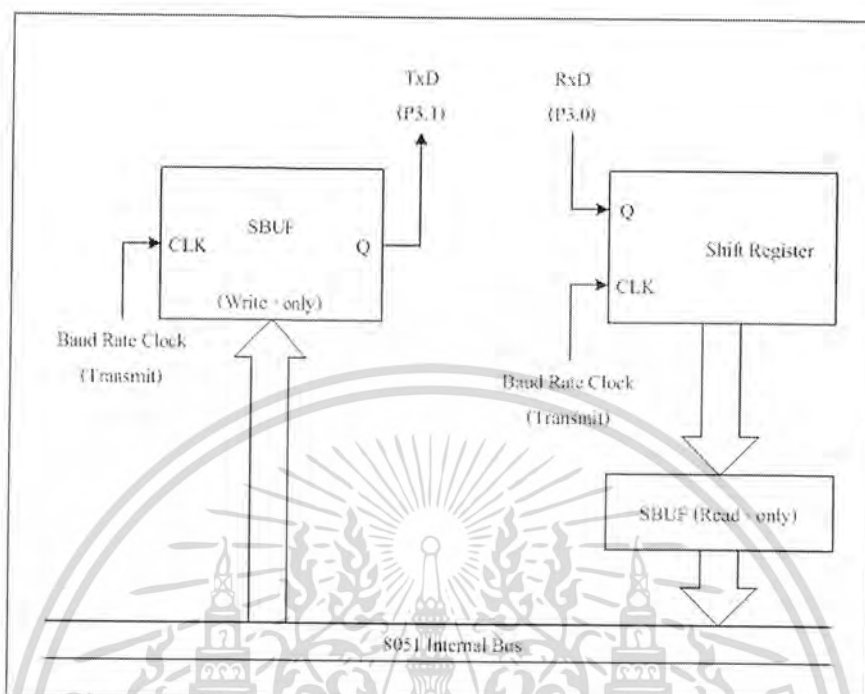 TxD
(P3.1)
RxD
(P3.0)
SBUF
CLK
Q
(Write - only)
Baud Rate Clock
(Transmit)
Q
Shift Register
CLK
Baud Rate Clock
(Transmit)
SBUF (Read - only)
8051 Internal Bus